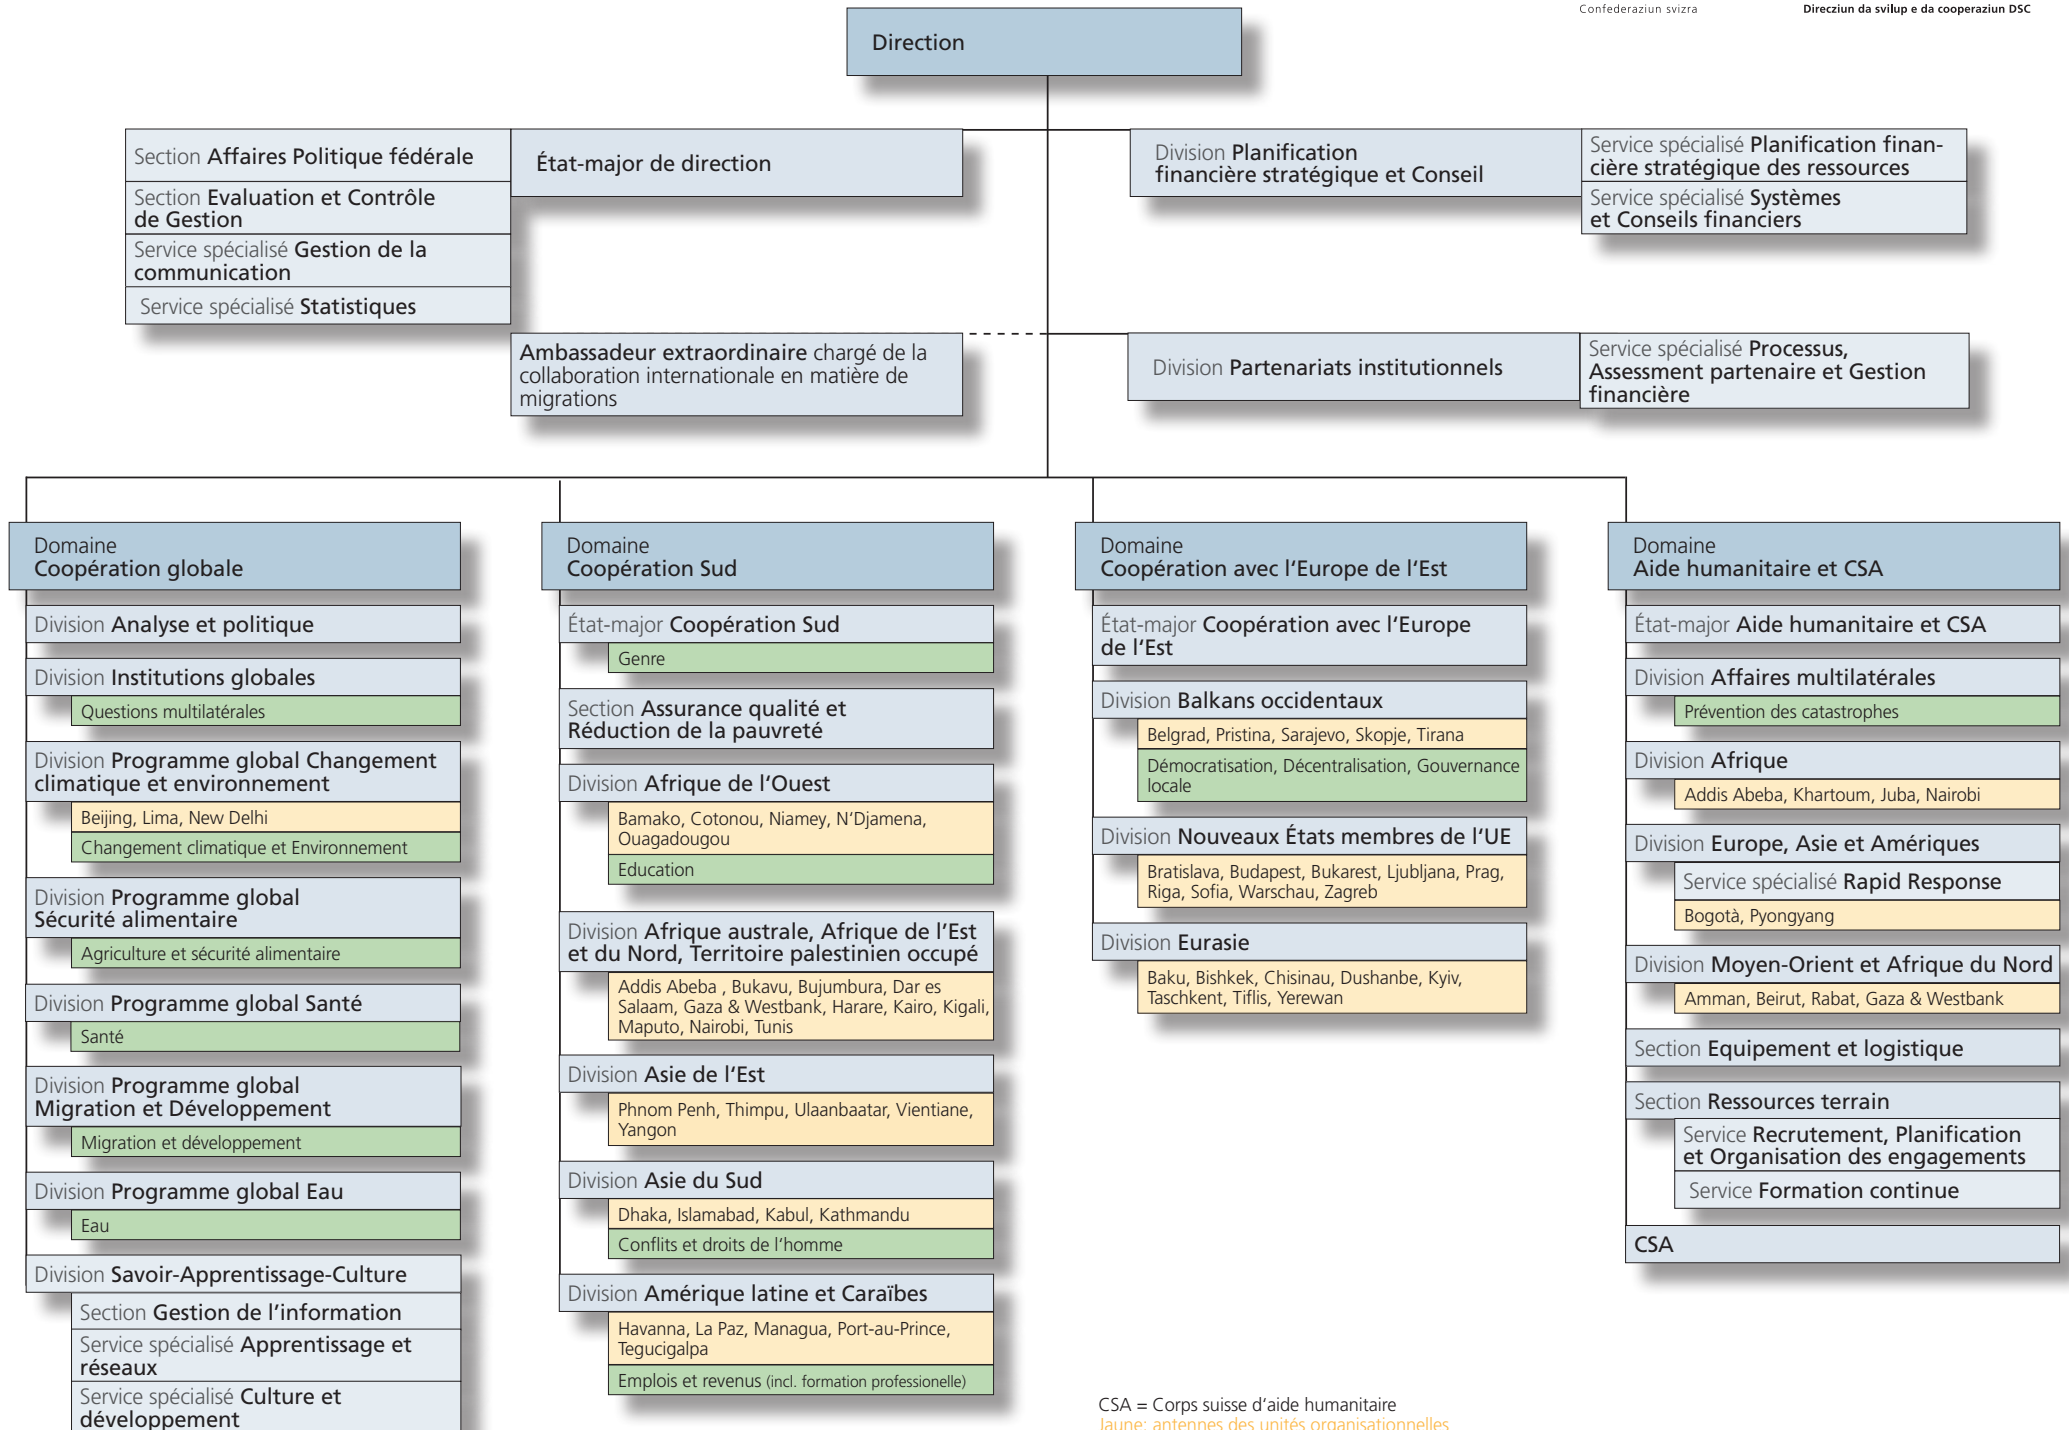 Confederaziun svizra
Direcziun da svilup e da cooperaziun DSC
Direction
Section Affaires Politique fédérale
Section Evaluation et Contrôle
de Gestion
Service spécialisé Gestion de la
communication
Service spécialisé Statistiques
État-major de direction
Division Planification
financière stratégique et Conseil
Service spécialisé Planification finan-
cière stratégique des ressources
Service spécialisé Systèmes
et Conseils financiers
Ambassadeur extraordinaire chargé de la
collaboration internationale en matière de
migrations
Division Partenariats institutionnels
Service spécialisé Processus,
Assessment partenaire et Gestion
financière
Domaine
Coopération globale
Division Analyse et politique
Division Institutions globales
Questions multilatérales
Division Programme global Changement
climatique et environnement
Beijing, Lima, New Delhi
Changement climatique et Environnement
Division Programme global
Sécurité alimentaire
Agriculture et sécurité alimentaire
Division Programme global Santé
Santé
Division Programme global
Migration et Développement
Migration et développement
Division Programme global Eau
Eau
Division Savoir-Apprentissage-Culture
Section Gestion de l'information
Service spécialisé Apprentissage et
réseaux
Service spécialisé Culture et
développement
Domaine
Coopération Sud
État-major Coopération Sud
Genre
Section Assurance qualité et
Réduction de la pauvreté
Division Afrique de l'Ouest
Bamako, Cotonou, Niamey, N'Djamena,
Ouagadougou
Education
Division Afrique australe, Afrique de l'Est
et du Nord, Territoire palestinien occupé
Addis Abeba , Bukavu, Bujumbura, Dar es
Salaam, Gaza & Westbank, Harare, Kairo, Kigali,
Maputo, Nairobi, Tunis
Division Asie de l'Est
Phnom Penh, Thimpu, Ulaanbaatar, Vientiane,
Yangon
Division Asie du Sud
Dhaka, Islamabad, Kabul, Kathmandu
Conflits et droits de l'homme
Division Amérique latine et Caraïbes
Havanna, La Paz, Managua, Port-au-Prince,
Tegucigalpa
Emplois et revenus (incl. formation professionelle)
Domaine
Coopération avec l'Europe de l'Est
État-major Coopération avec l'Europe
de l'Est
Division Balkans occidentaux
Belgrad, Pristina, Sarajevo, Skopje, Tirana
Démocratisation, Décentralisation, Gouvernance
locale
Division Nouveaux États membres de l'UE
Bratislava, Budapest, Bukarest, Ljubljana, Prag,
Riga, Sofia, Warschau, Zagreb
Division Eurasie
Baku, Bishkek, Chisinau, Dushanbe, Kyiv,
Taschkent, Tiflis, Yerewan
Domaine
Aide humanitaire et CSA
État-major Aide humanitaire et CSA
Division Affaires multilatérales
Prévention des catastrophes
Division Afrique
Addis Abeba, Khartoum, Juba, Nairobi
Division Europe, Asie et Amériques
Service spécialisé Rapid Response
Bogotà, Pyongyang
Division Moyen-Orient et Afrique du Nord
Amman, Beirut, Rabat, Gaza & Westbank
Section Equipement et logistique
Section Ressources terrain
Service Recrutement, Planification
et Organisation des engagements
Service Formation continue
CSA
CSA = Corps suisse d'aide humanitaire
Jaune: antennes des unités organisationnelles